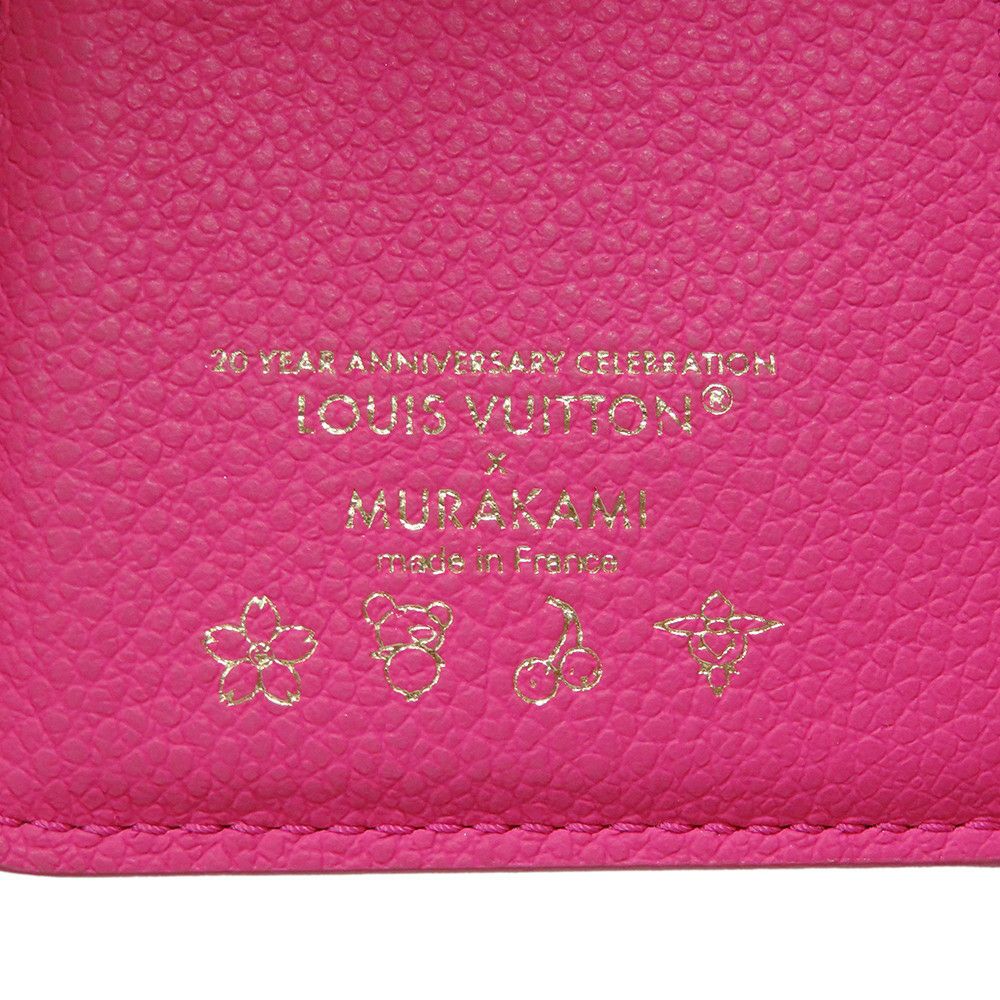 20 YEAR ANNIVERSARY CELEBRATION
LOUIS VUITTON®
x
MURAKAMI
made in France